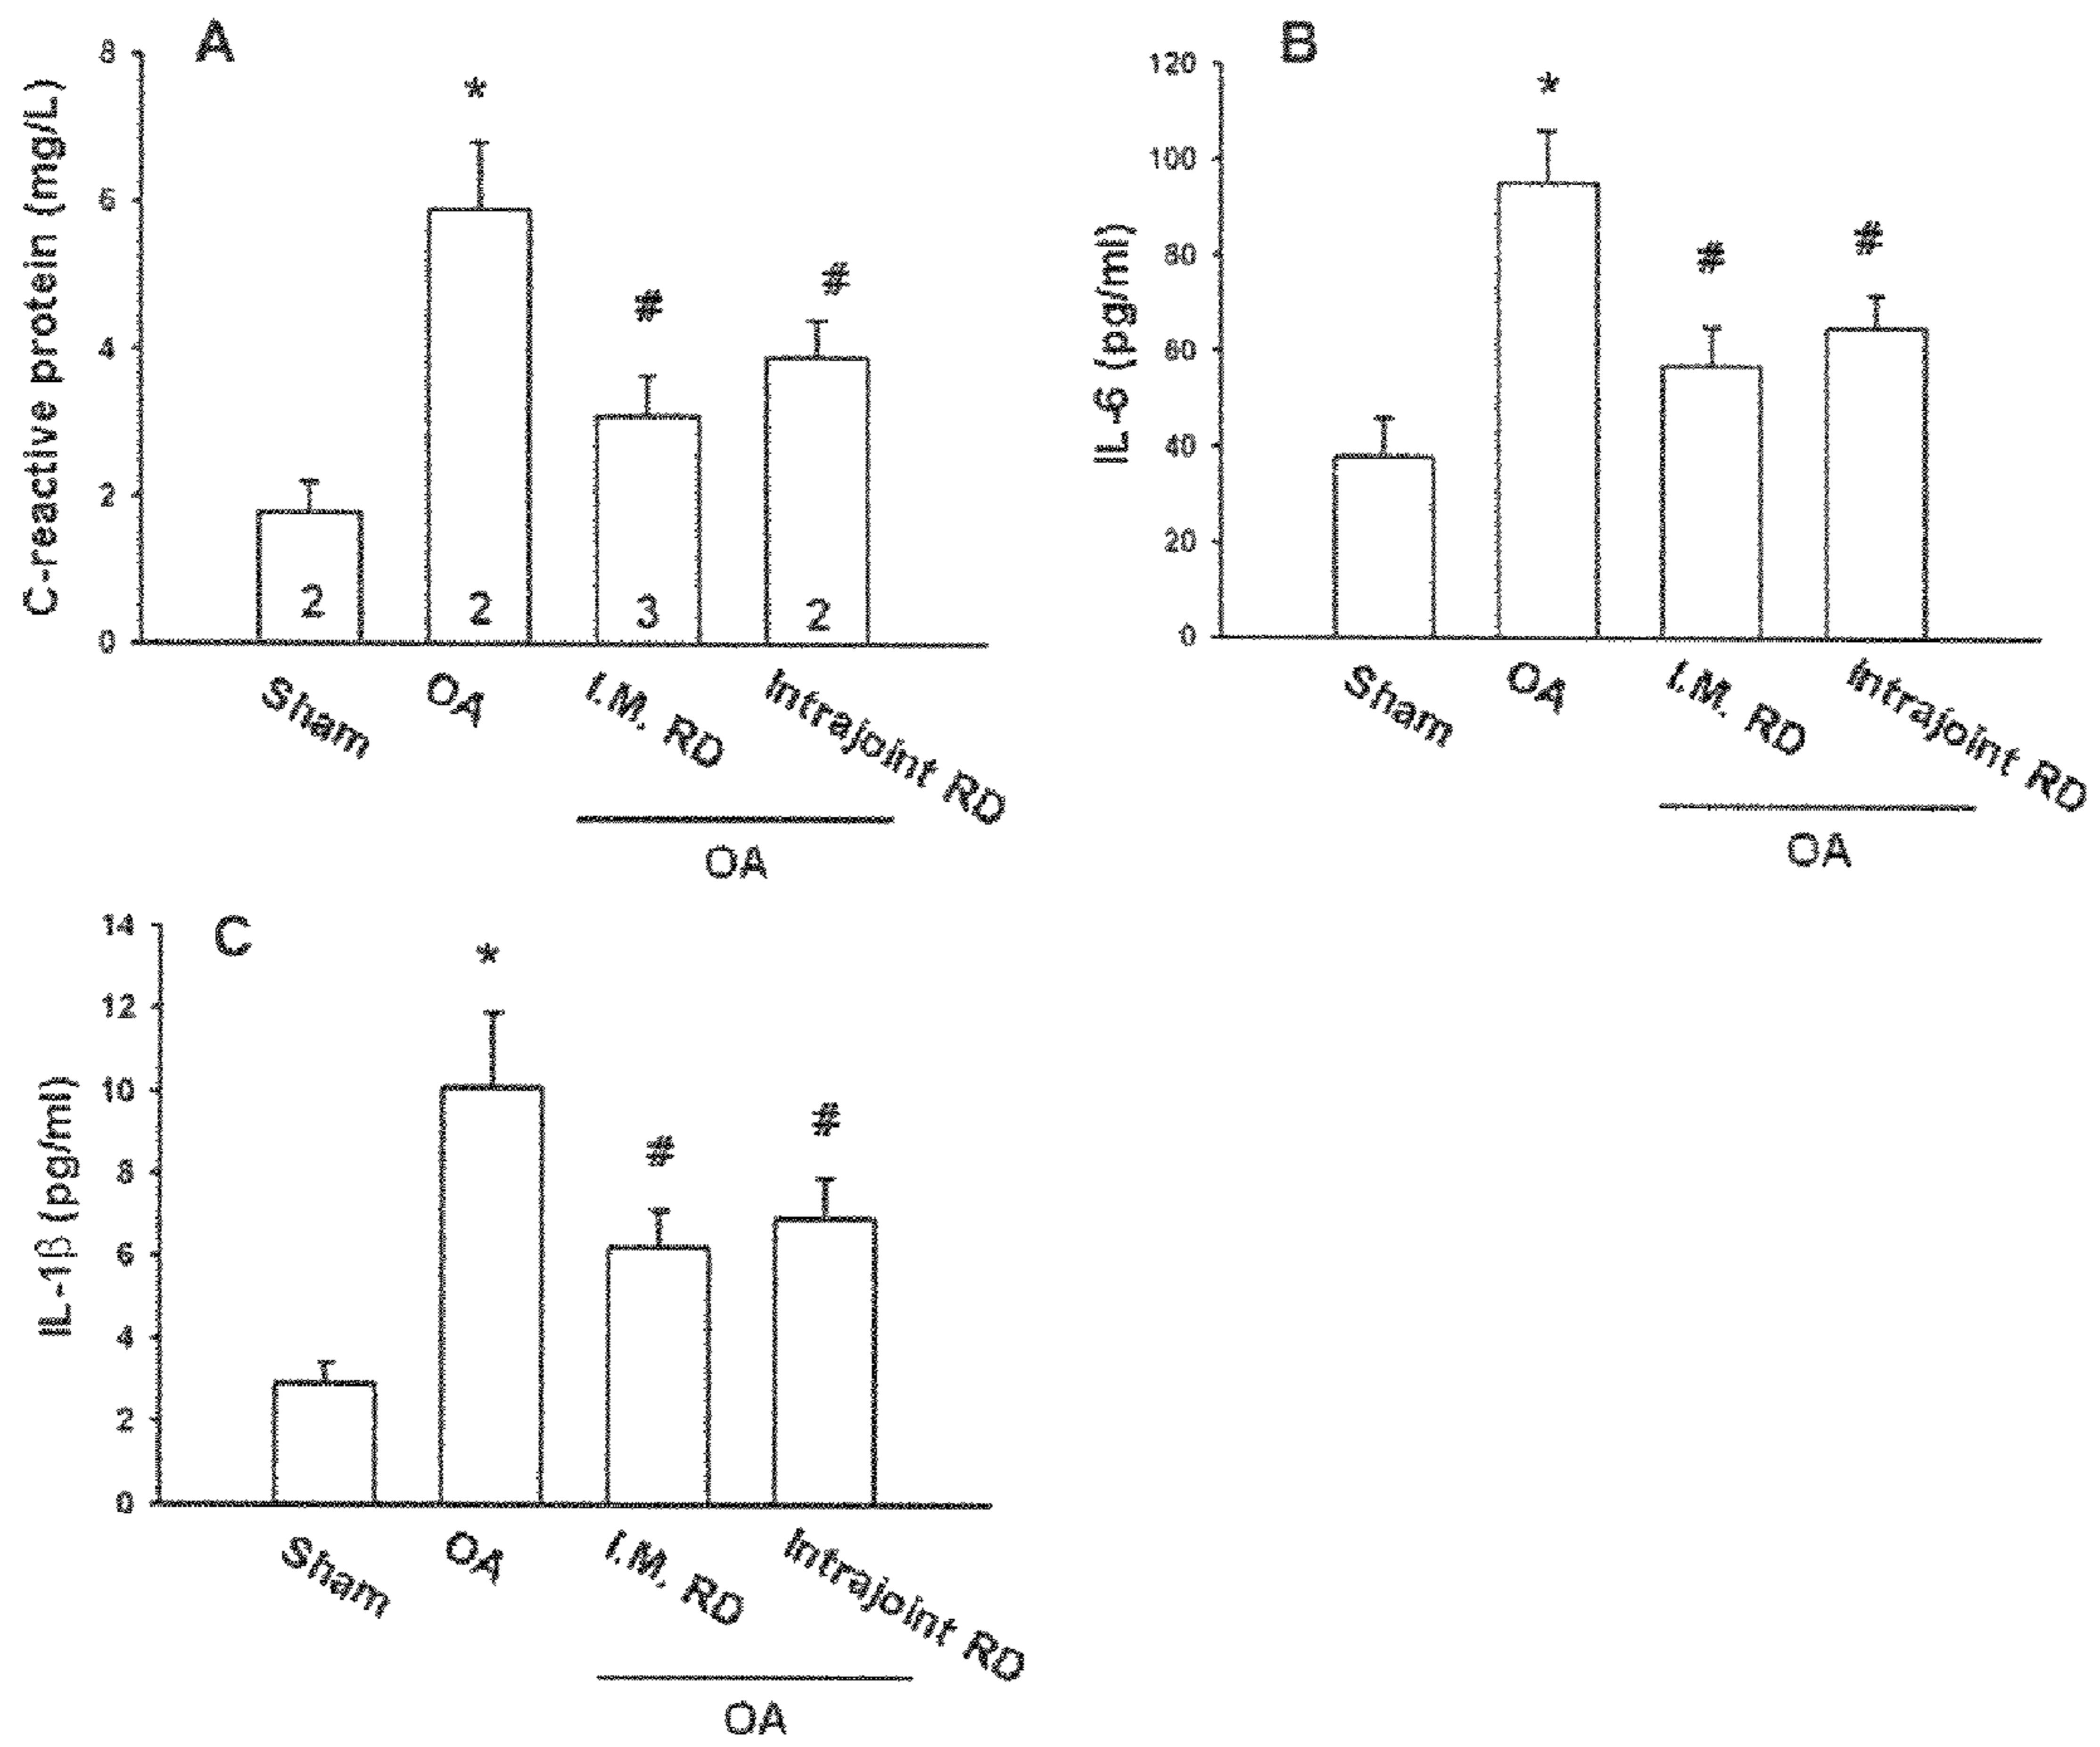 A
8
6
4
2
0
C-reactive protein (mg/L)
*
#
#
2
2
3
2
Sham
OA
I.M. RD
Intrajoint RD
OA
B
120
100
80
60
40
20
0
IL-6 (pg/ml)
*
#
#
Sham
OA
I.M. RD
Intrajoint RD
OA
C
14
12
10
8
6
4
2
0
IL-1β (pg/ml)
*
#
#
Sham
OA
I.M. RD
Intrajoint RD
OA